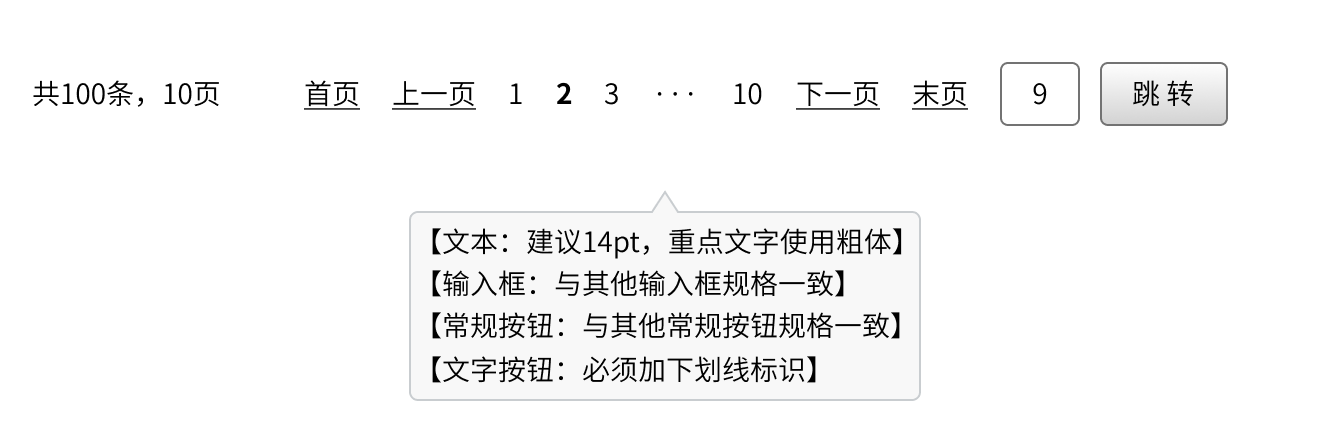 共100条，10页 首页 上一页 1 2 3 ··· 10 下一页 末页 9 跳 转
【文本：建议14pt，重点文字使用粗体】
【输入框：与其他输入框规格一致】
【常规按钮：与其他常规按钮规格一致】
【文字按钮：必须加下划线标识】